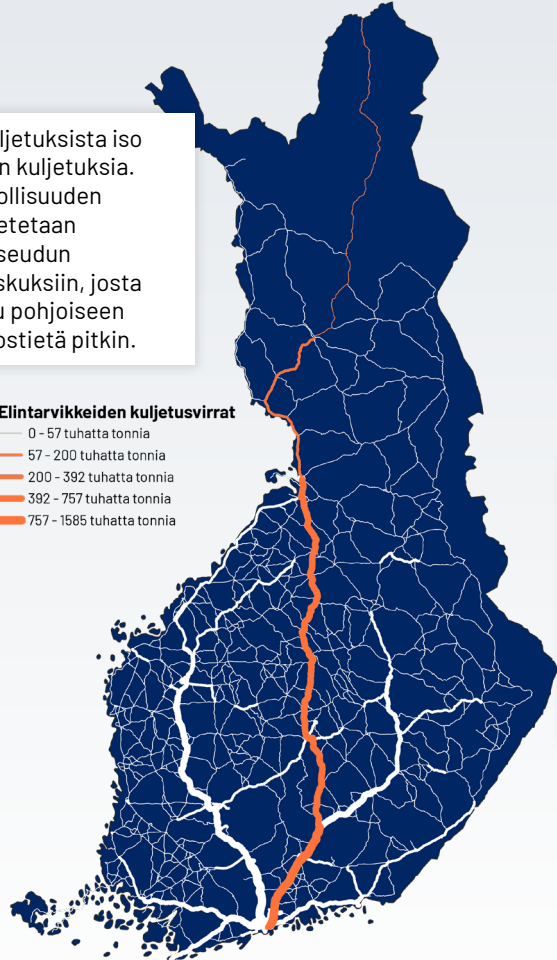 ljetuksista iso
n kuljetuksia.
ollisuuden
etetaan
seudun
skuksiin, josta
u pohjoiseen
ostietä pitkin.
Elintarvikkeiden kuljetusvirrat
0 - 57 tuhatta tonnia
57 - 200 tuhatta tonnia
200 - 392 tuhatta tonnia
392 - 757 tuhatta tonnia
757 - 1585 tuhatta tonnia